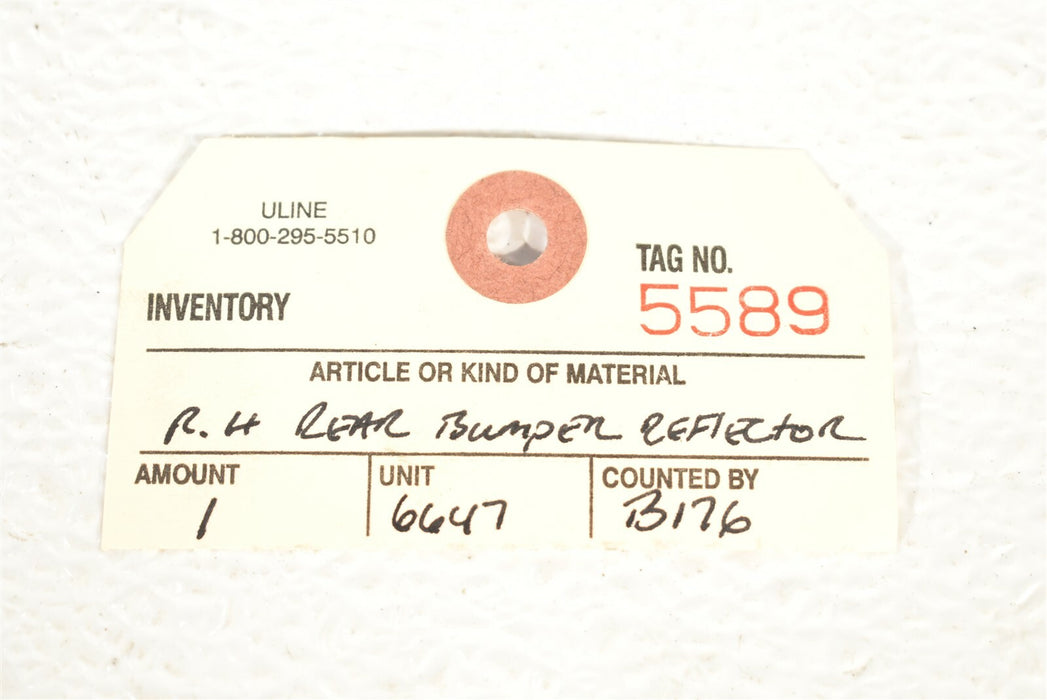 ULINE
1-800-295-5510
TAG NO.
5589
INVENTORY
ARTICLE OR KIND OF MATERIAL
R.H REAR BUMPER REFLECTOR
AMOUNT
1
UNIT
6647
COUNTED BY
B176